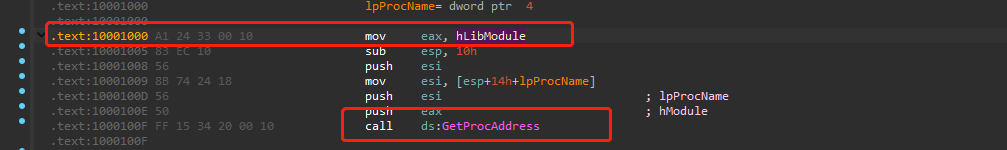 .text:10001000 lpProcName= dword ptr 4
.text:10001000
.text:10001000 A1 24 33 00 10 mov eax, hLibModule
.text:10001005 83 EC 10 sub esp, 10h
.text:10001008 56 push esi
.text:10001009 8B 74 24 18 mov esi, [esp+14h+lpProcName]
.text:1000100D 56 push esi ; lpProcName
.text:1000100E 50 push eax ; hModule
.text:1000100F FF 15 34 20 00 10 call ds:GetProcAddress
.text:1000100F